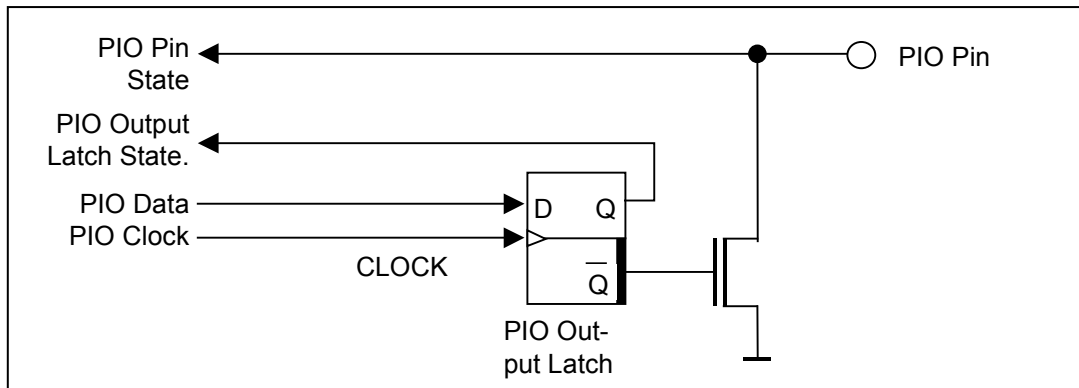 PIO Pin
State
PIO Pin
PIO Output
Latch State.
PIO Data
D Q
PIO Clock
CLOCK
Q̅
PIO Out-
put Latch